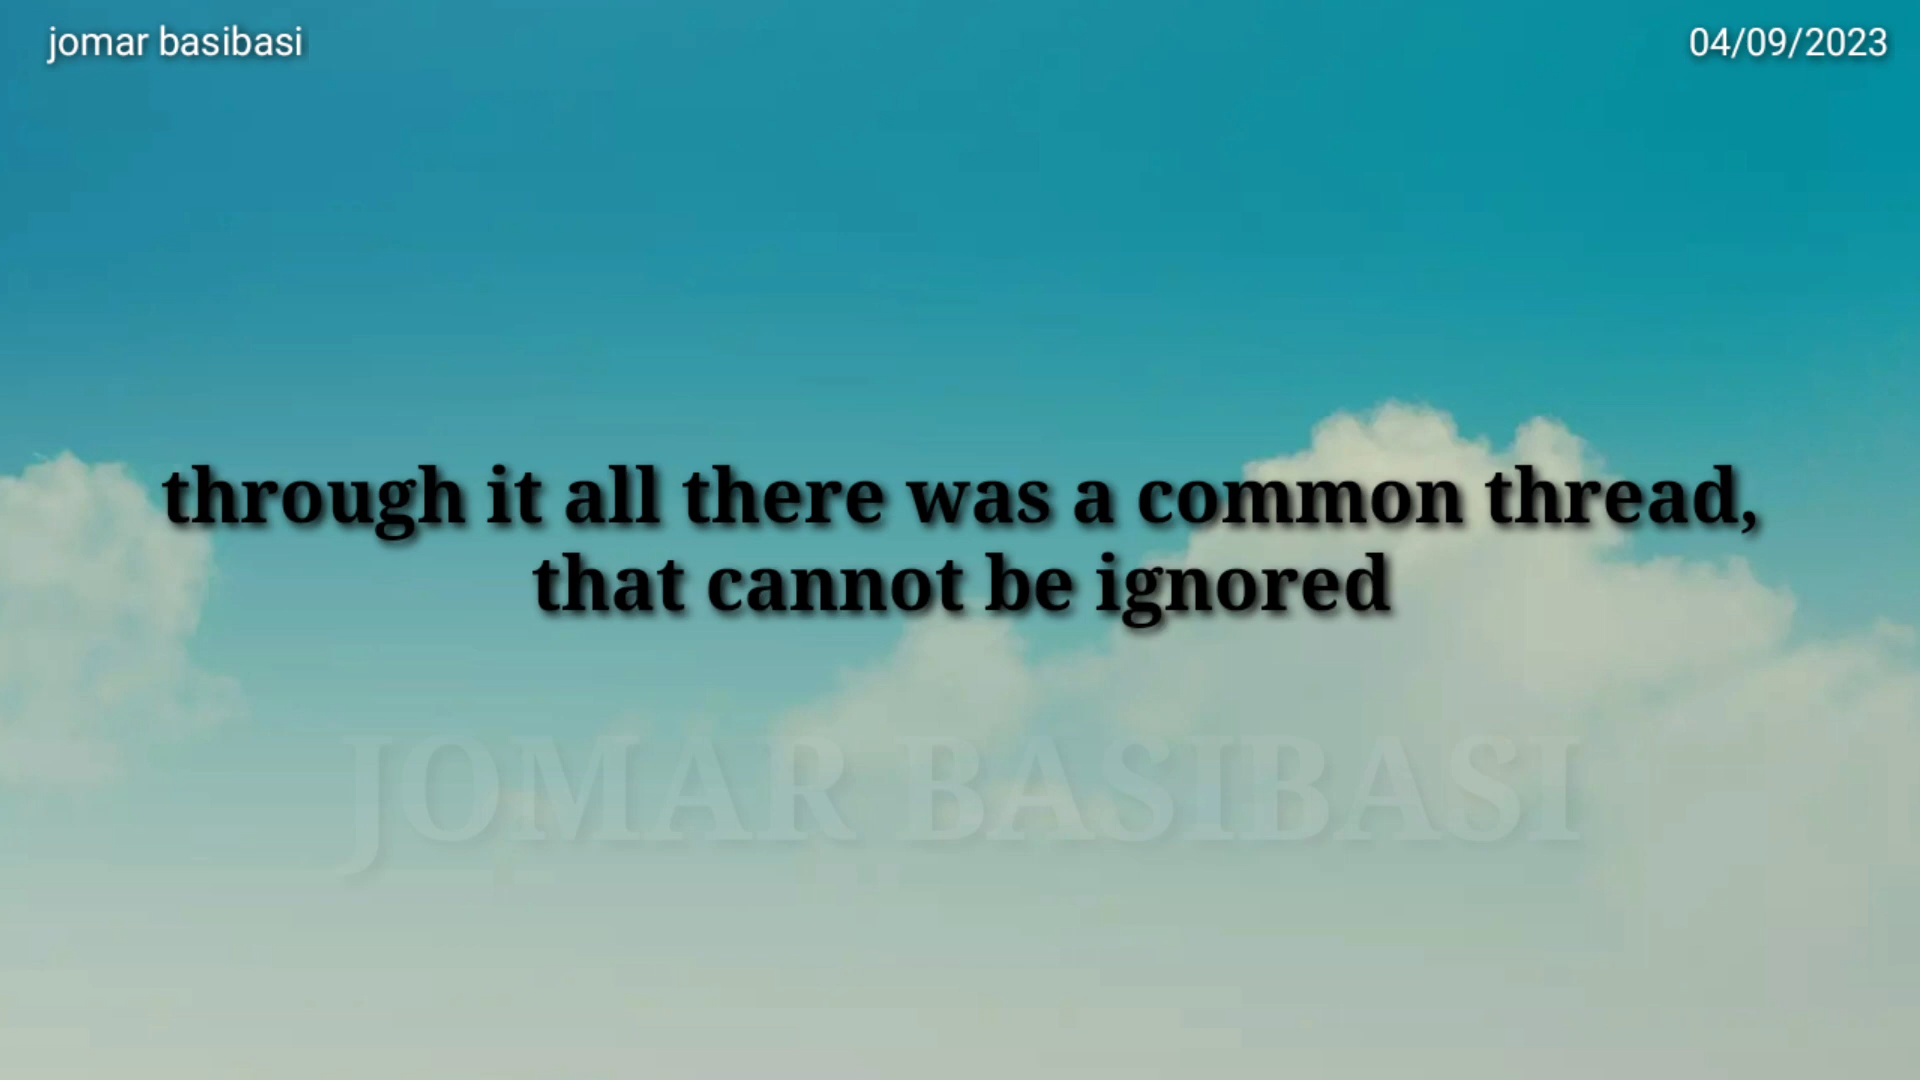 jomar basibasi
04/09/2023
through it all there was a common thread,
that cannot be ignored
JOMAR BASIBASI